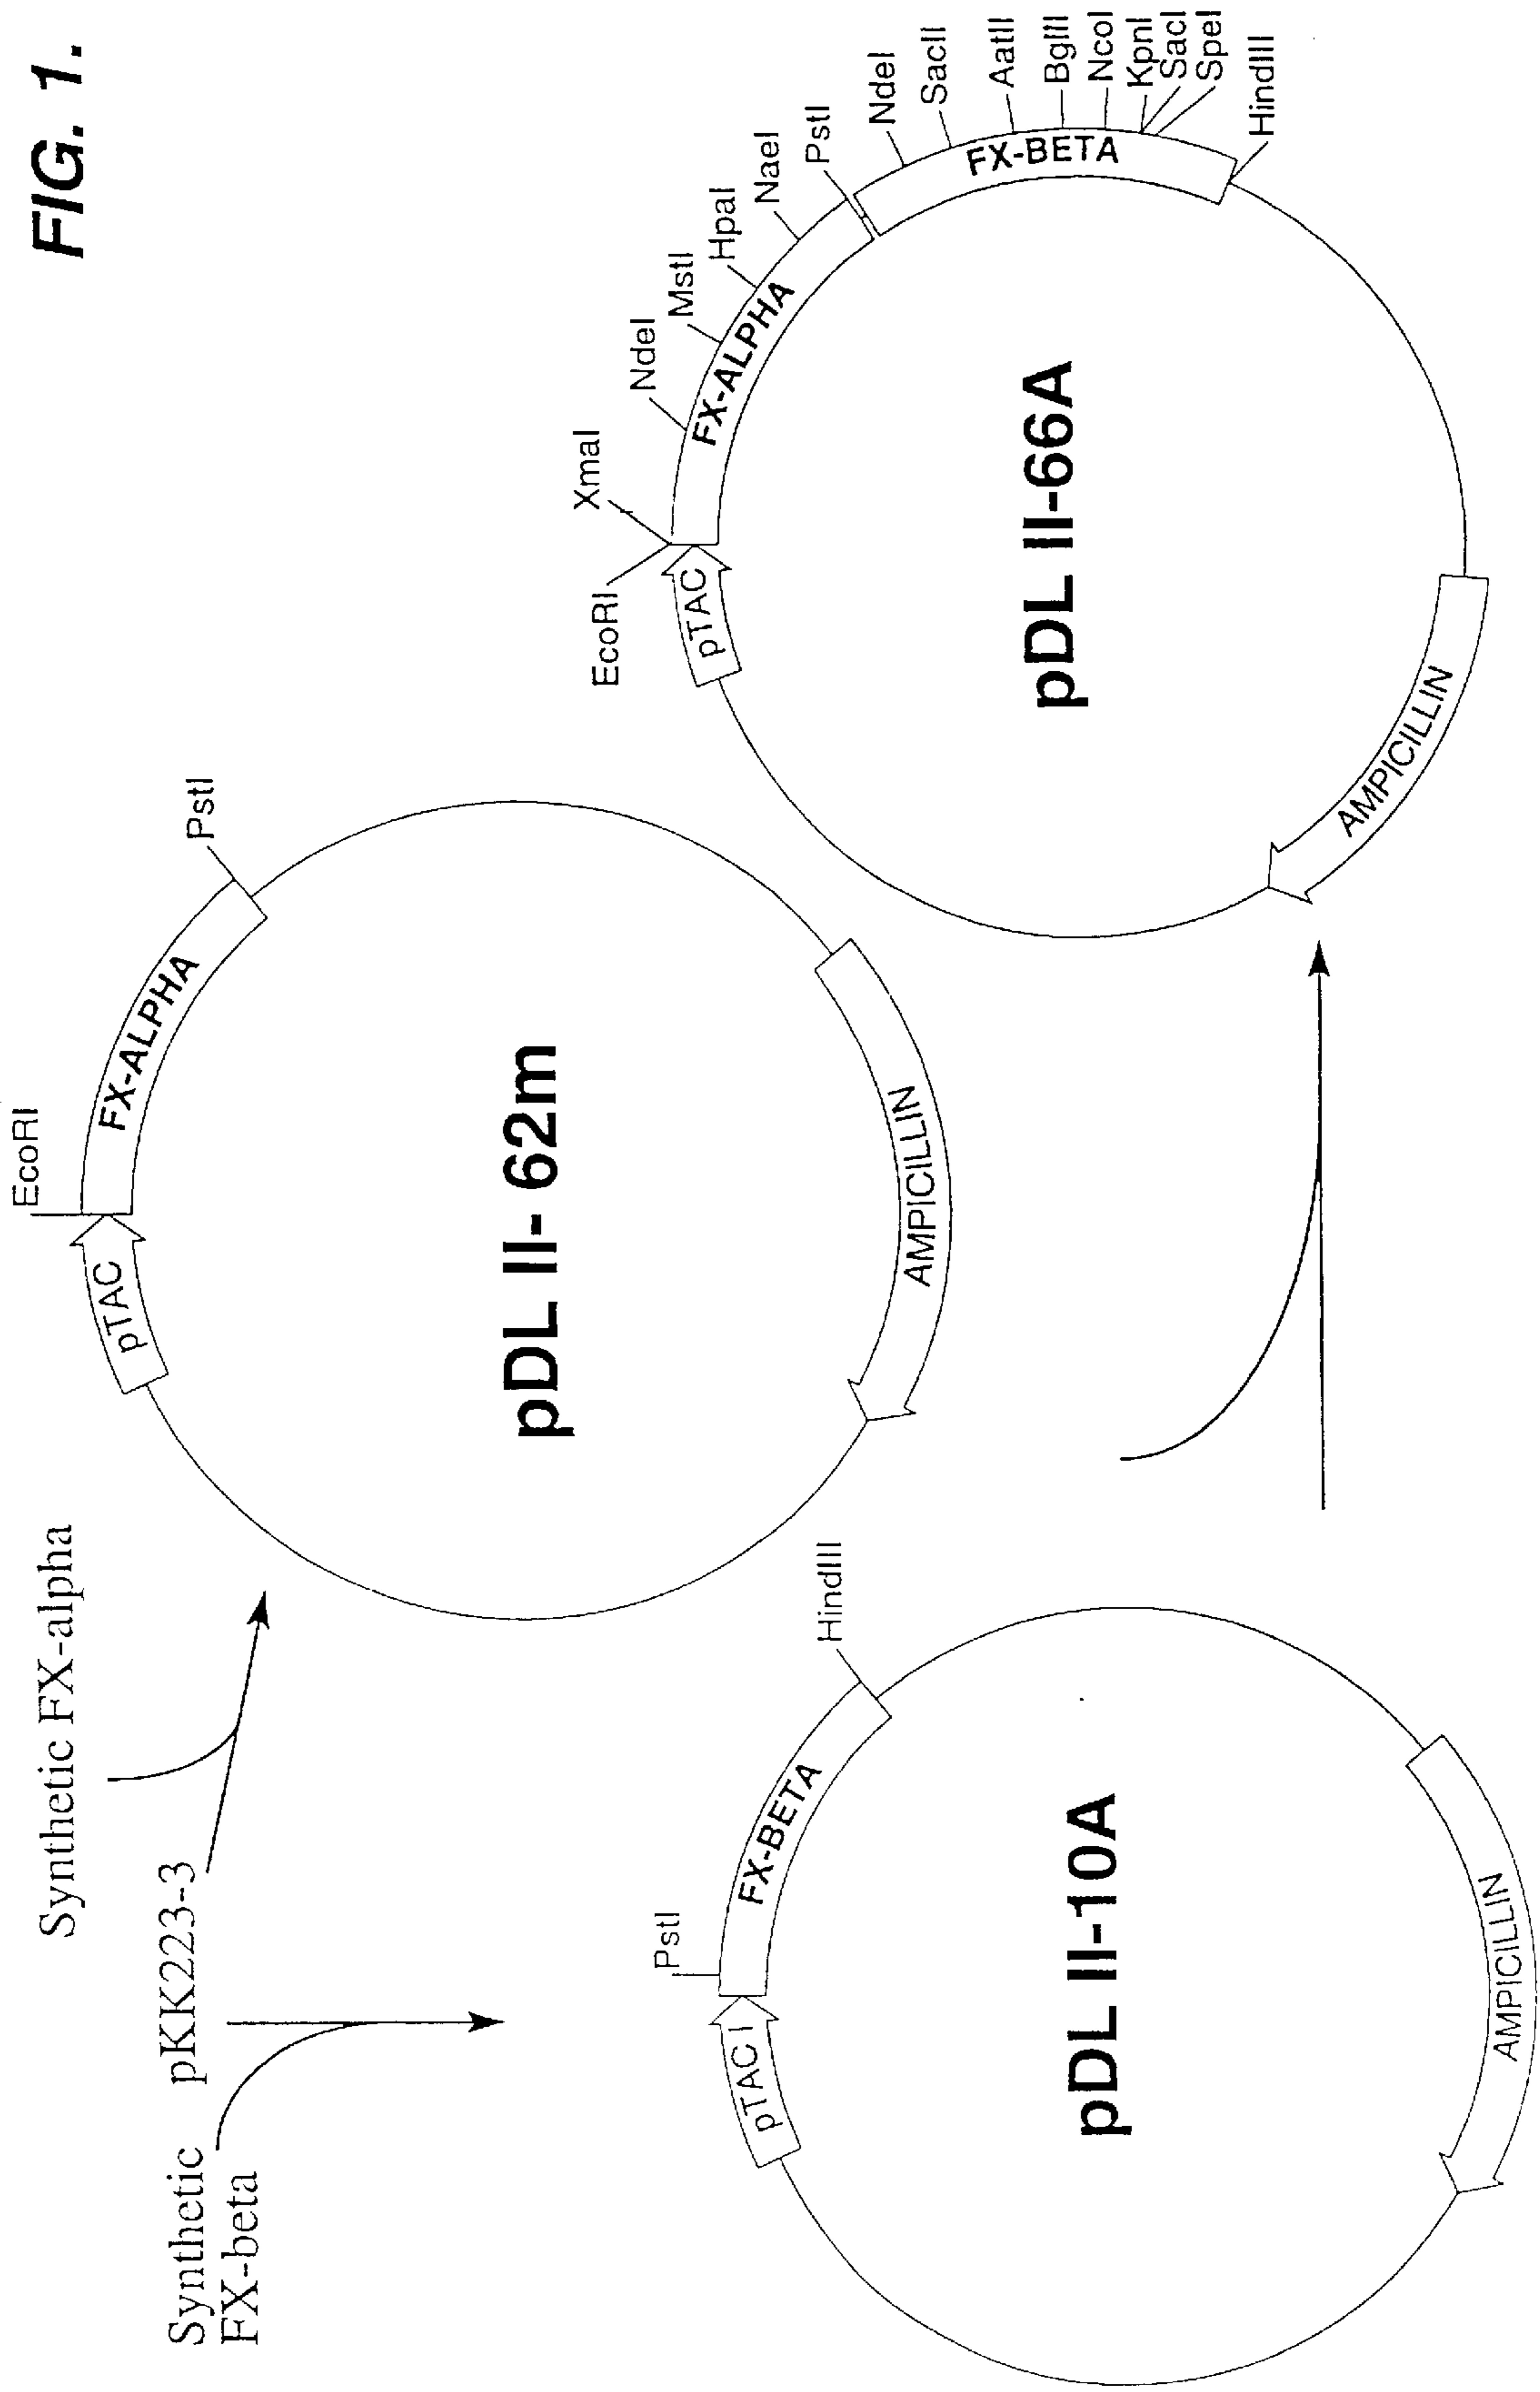 FIG. 1.
Synthetic FX-alpha
pKK223-3
Synthetic
FX-beta
EcoRI
PstI
pTAC
FX-ALPHA
pDL II- 62m
AMPICILLIN
PstI
HindIII
pTAC I
FX-BETA
pDL II-10A
AMPICILLIN
EcoRI
XmaI
NdeI
MstI
HpaI
NaeI
PstI
NdeI
SacII
AatII
BglII
NcoI
KpnI
SacI
SpeI
HindIII
pTAC
FX-ALPHA
FX-BETA
pDL II-66A
AMPICILLIN